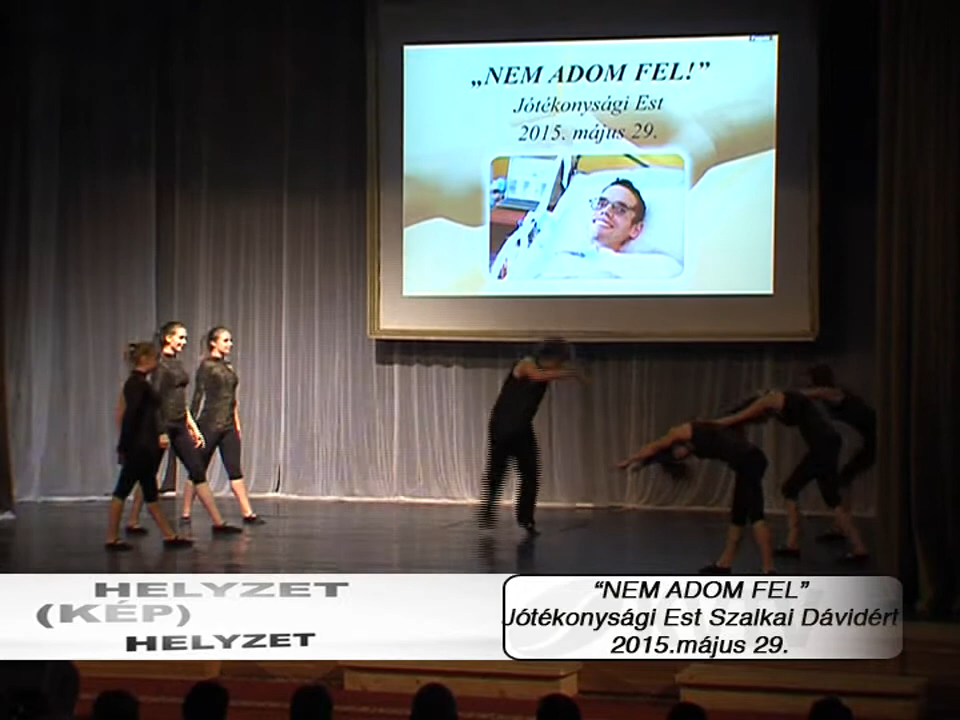 „NEM ADOM FEL!”
Jótékonysági Est
2015. május 29.
HELYZET
(KÉP)
HELYZET
“NEM ADOM FEL”
Jótékonysági Est Szalkai Dávidért
2015.május 29.